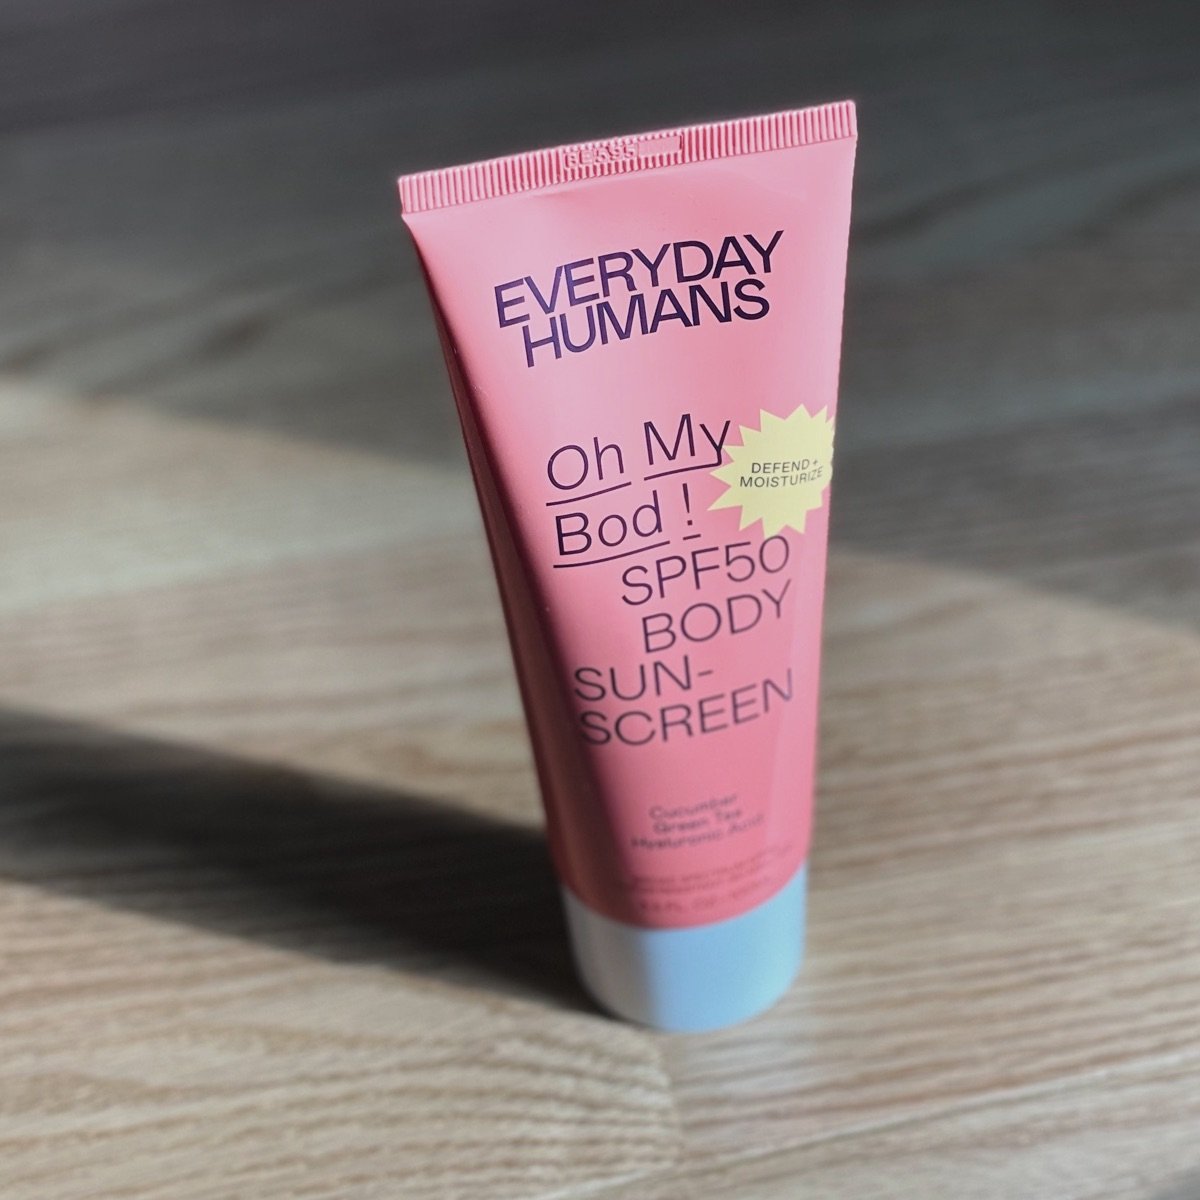 EVERYDAY
HUMANS
Oh My
Bod !
DEFEND +
MOISTURIZE
SPF50
BODY
SUN-
SCREEN
Cucumber
Green Tea
Hyaluronic Acid